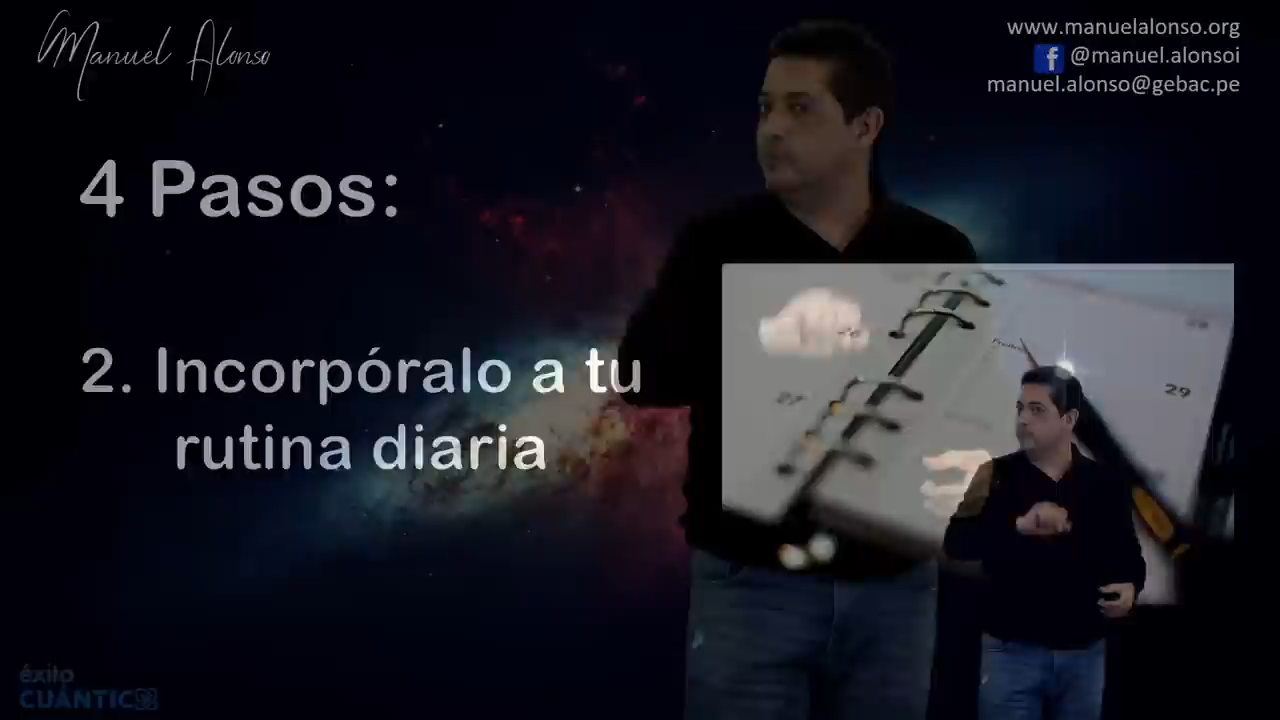 Manuel Alonso
www.manuelalonso.org
@manuel.alonsoi
manuel.alonso@gebac.pe
4 Pasos:
2. Incorpóralo a tu
rutina diaria
27
29
éxito
CUÁNTICO